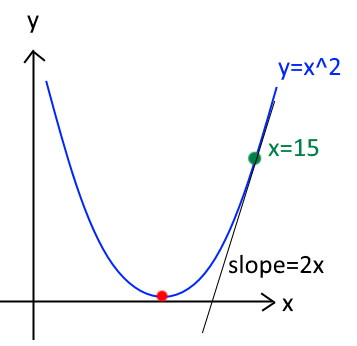 y
y=x^2
x=15
slope=2x
x